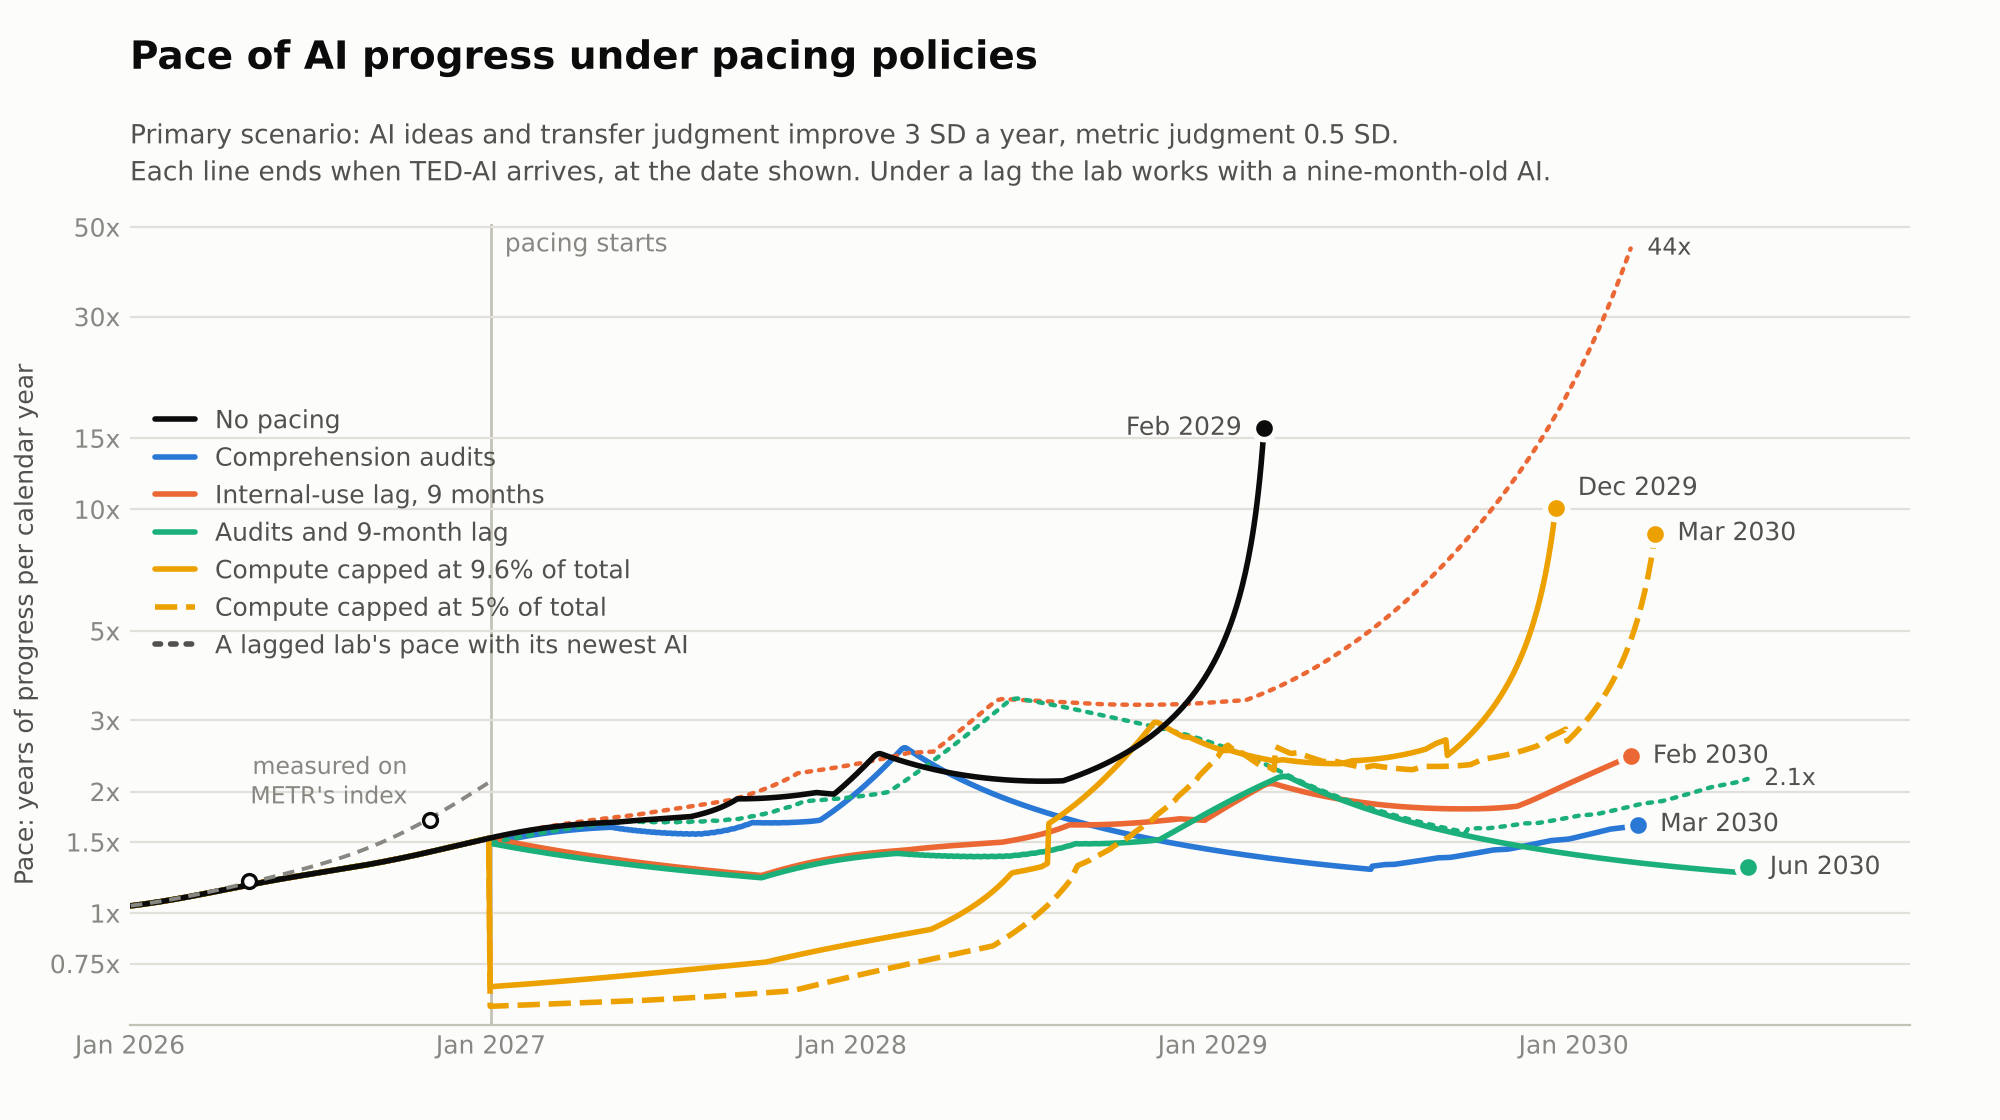 Pace of AI progress under pacing policies
Primary scenario: AI ideas and transfer judgment improve 3 SD a year, metric judgment 0.5 SD.
Each line ends when TED-AI arrives, at the date shown. Under a lag the lab works with a nine-month-old AI.
Pace: years of progress per calendar year
50x
30x
15x
10x
5x
3x
2x
1.5x
1x
0.75x
pacing starts
No pacing
Comprehension audits
Internal-use lag, 9 months
Audits and 9-month lag
Compute capped at 9.6% of total
Compute capped at 5% of total
A lagged lab's pace with its newest AI
measured on
METR's index
44x
Feb 2029
Dec 2029
Mar 2030
Feb 2030
2.1x
Mar 2030
Jun 2030
Jan 2026
Jan 2027
Jan 2028
Jan 2029
Jan 2030